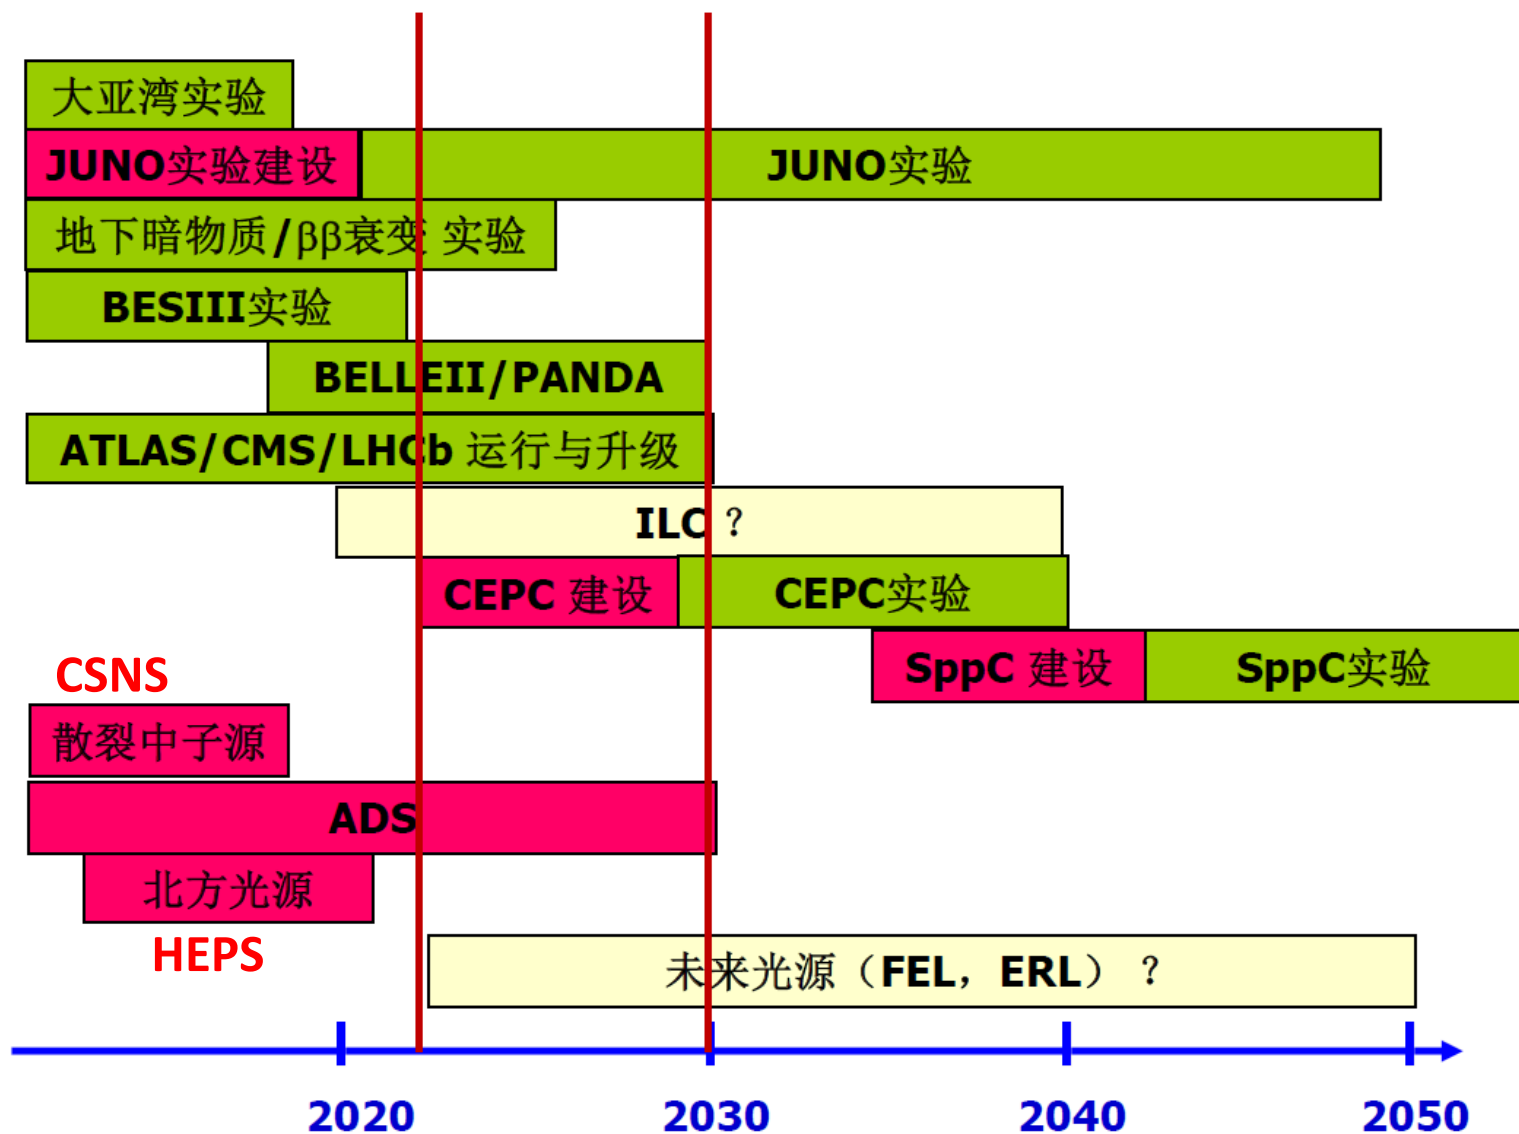 大亚湾实验
JUNO实验建设
JUNO实验
地下暗物质/ββ衰变 实验
BESIII实验
BELLEII/PANDA
ATLAS/CMS/LHCb 运行与升级
ILC ？
CEPC 建设
CEPC实验
SppC 建设
SppC实验
CSNS
散裂中子源
ADS
北方光源
HEPS
未来光源（FEL，ERL） ？
2020
2030
2040
2050